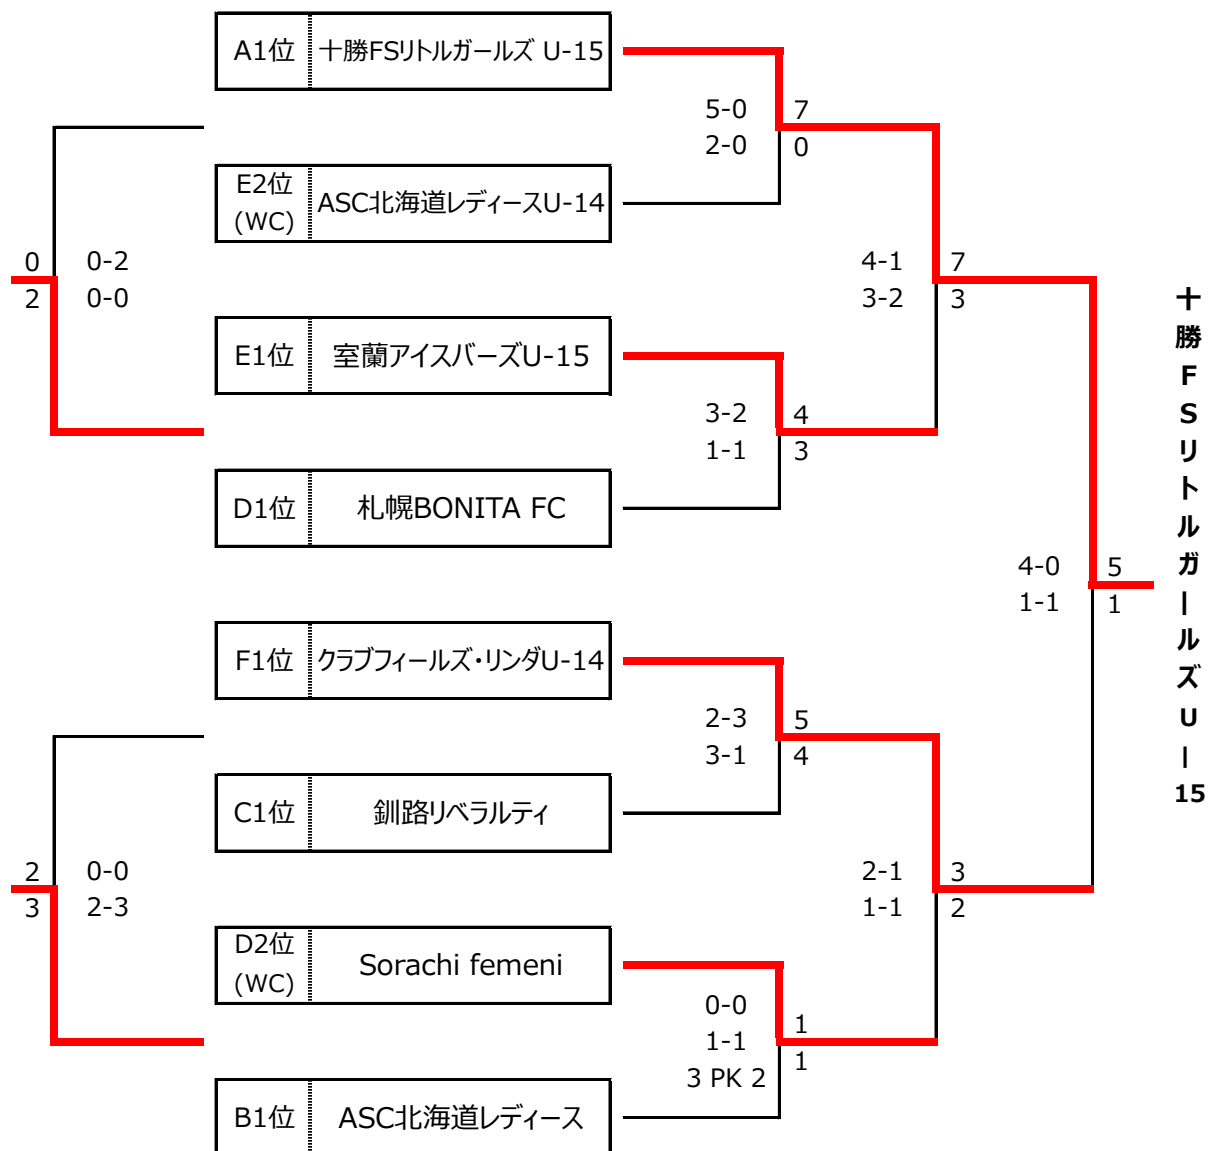 A1位 十勝FSリトルガールズ U-15
5-0 7
2-0 0
E2位
(WC)
ASC北海道レディースU-14
0 0-2
2 0-0
4-1 7
3-2 3
E1位 室蘭アイスバーズU-15
3-2 4
1-1 3
D1位 札幌BONITA FC
4-0 5
1-1 1
十勝FSリトルガールズU-15
F1位 クラブフィールズ・リンダU-14
2-3 5
3-1 4
C1位 釧路リベラルティ
2 0-0
3 2-3
2-1 3
1-1 2
D2位
(WC)
Sorachi femeni
0-0 1
1-1 1
3 PK 2
B1位 ASC北海道レディース